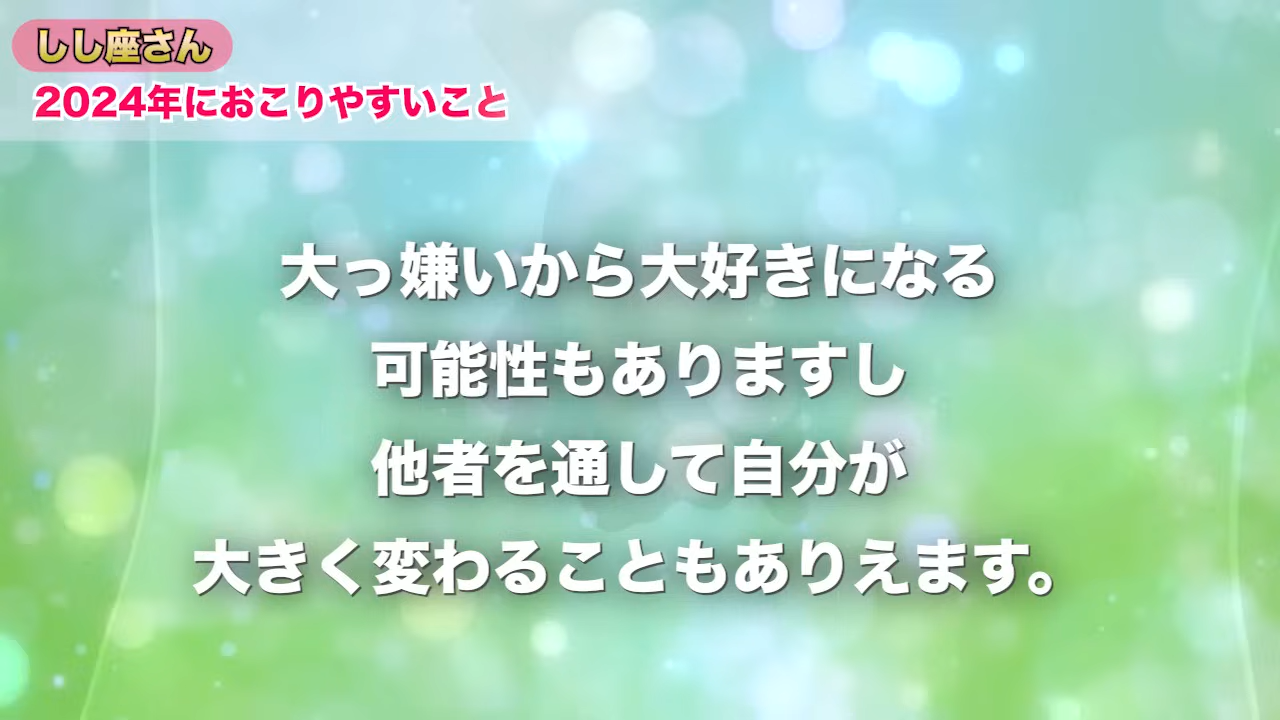 しし座さん
2024年におこりやすいこと
大っ嫌いから大好きになる
可能性もありますし
他者を通して自分が
大きく変わることもありえます。